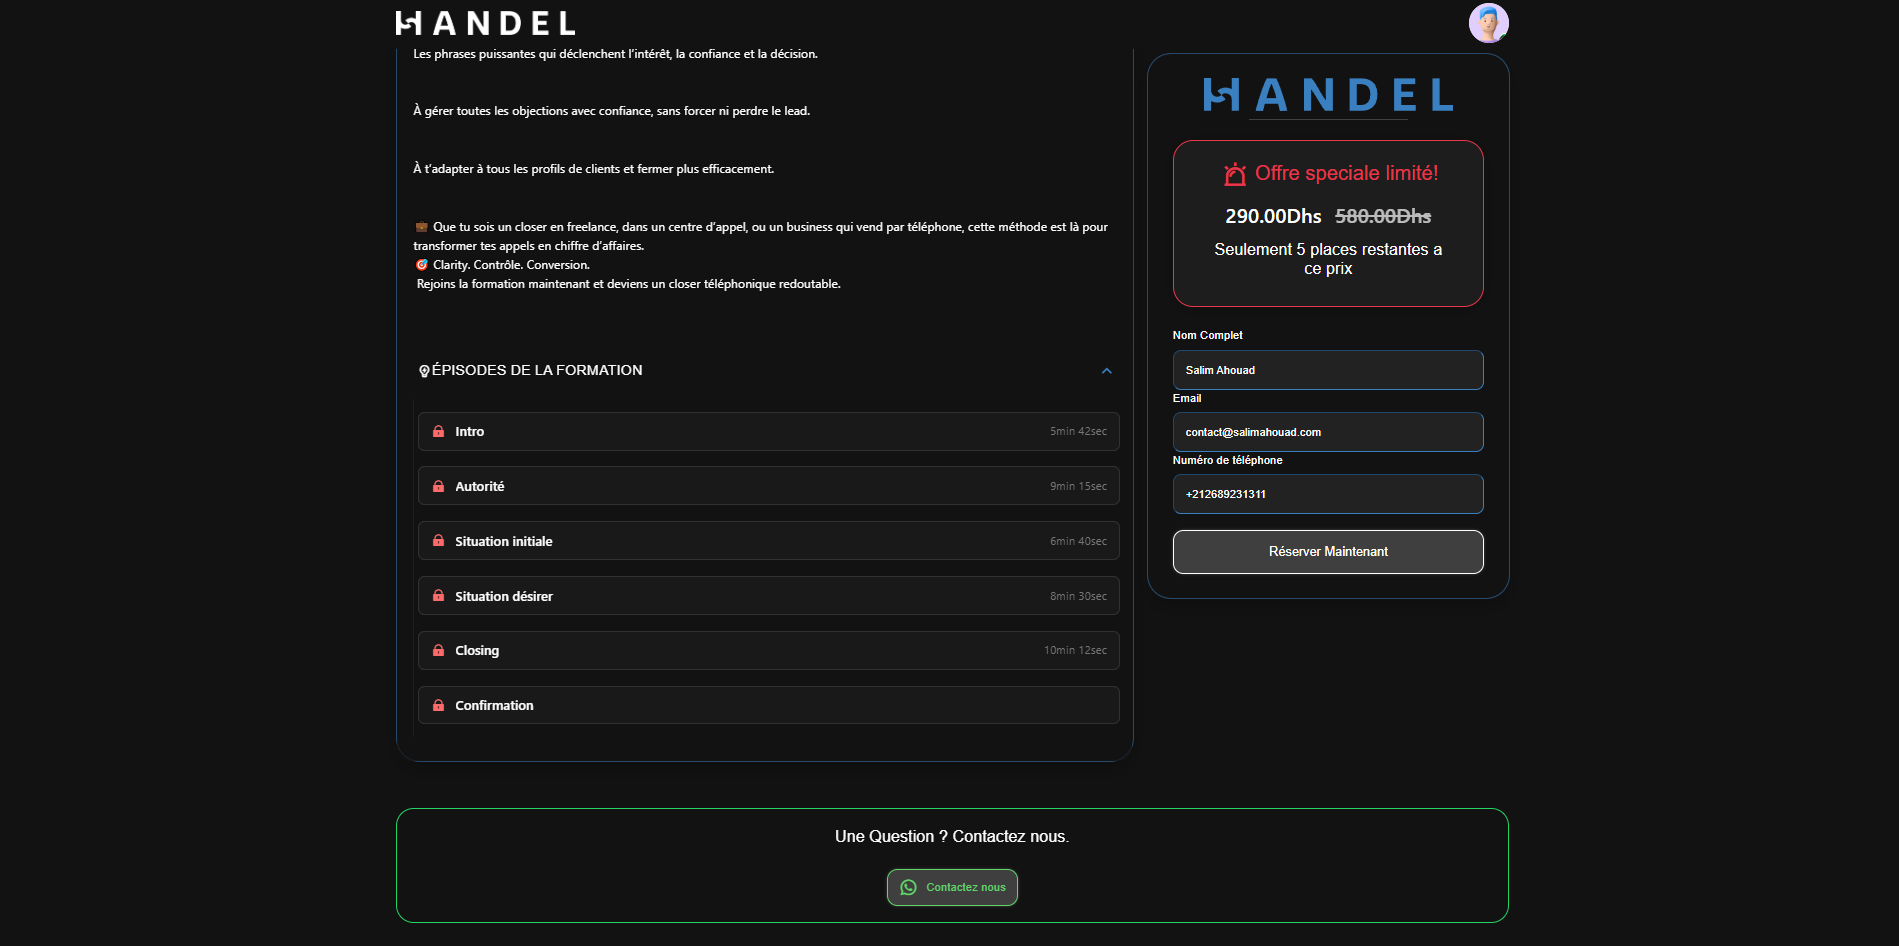 HANDEL
Les phrases puissantes qui déclenchent l'intérêt, la confiance et la décision.
À gérer toutes les objections avec confiance, sans forcer ni perdre le lead.
À t'adapter à tous les profils de clients et fermer plus efficacement.
💼 Que tu sois un closer en freelance, dans un centre d'appel, ou un business qui vend par téléphone, cette méthode est là pour
transformer tes appels en chiffre d'affaires.
🎯 Clarity. Contrôle. Conversion.
Rejoins la formation maintenant et deviens un closer téléphonique redoutable.
ÉPISODES DE LA FORMATION
Intro 5min 42sec
Autorité 9min 15sec
Situation initiale 6min 40sec
Situation désirer 8min 30sec
Closing 10min 12sec
Confirmation
HANDEL
Offre speciale limité!
290.00Dhs 580.00Dhs
Seulement 5 places restantes a
ce prix
Nom Complet
Salim Ahouad
Email
contact@salimahouad.com
Numéro de téléphone
+212689231311
Réserver Maintenant
Une Question ? Contactez nous.
Contactez nous